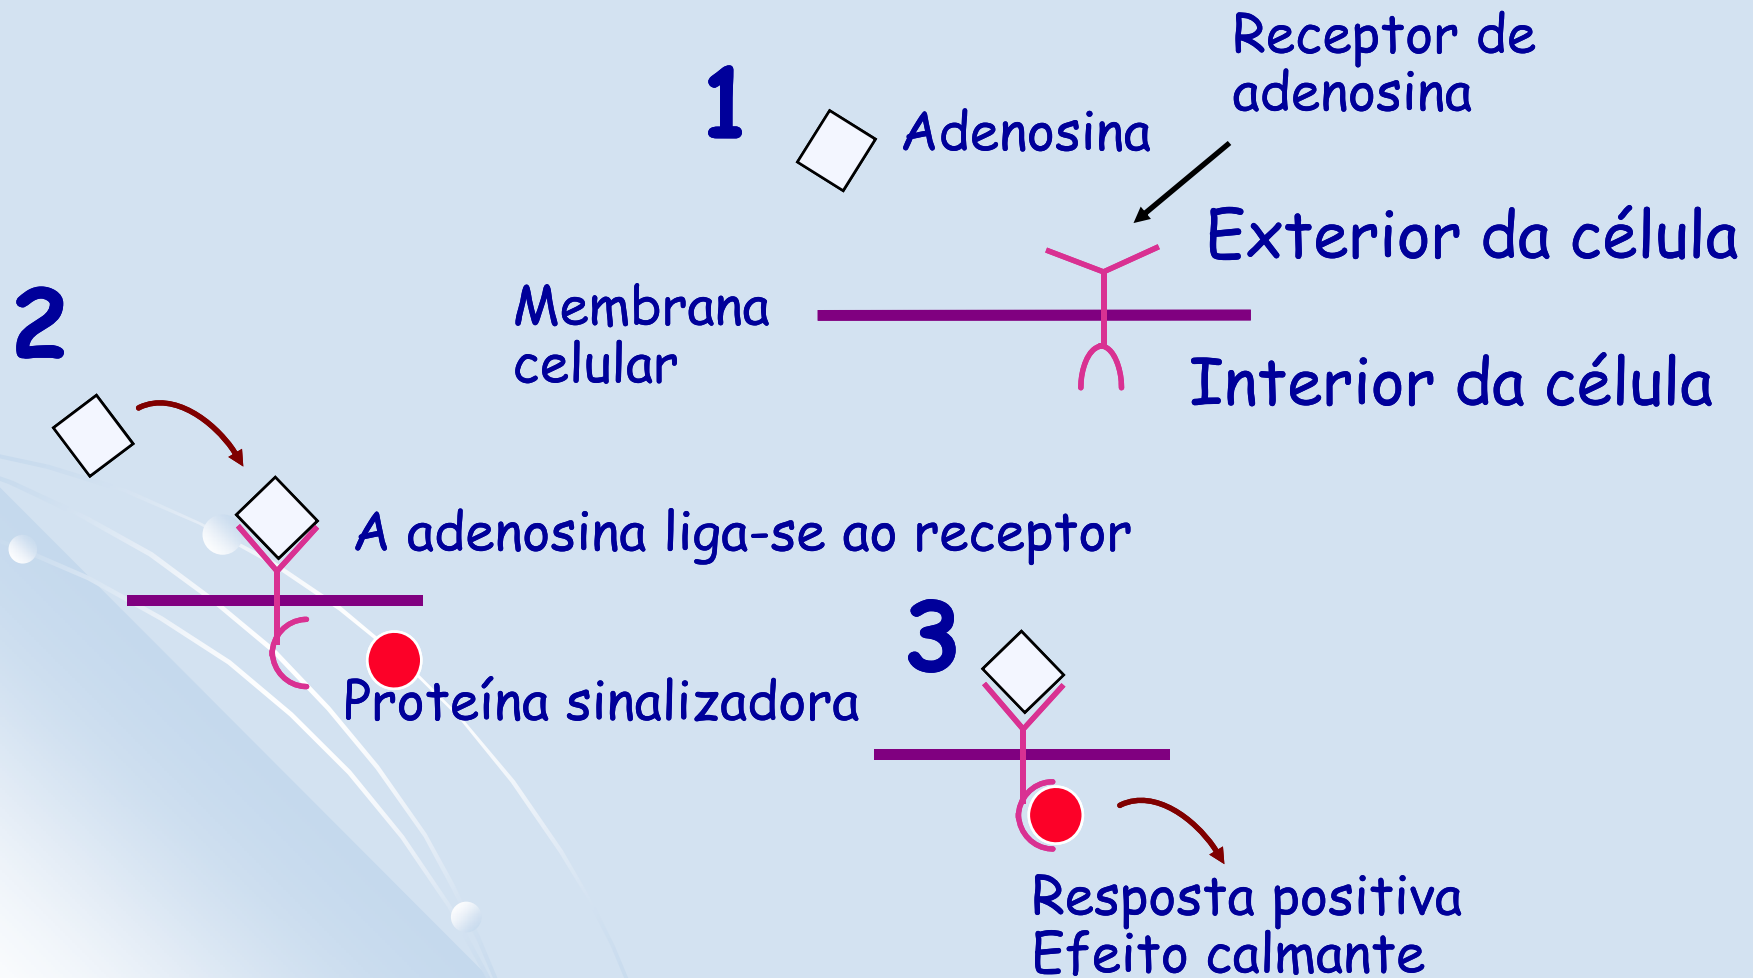 1
Adenosina
Receptor de
adenosina
Exterior da célula
Membrana
celular
Interior da célula
2
A adenosina liga-se ao receptor
Proteína sinalizadora
3
Resposta positiva
Efeito calmante